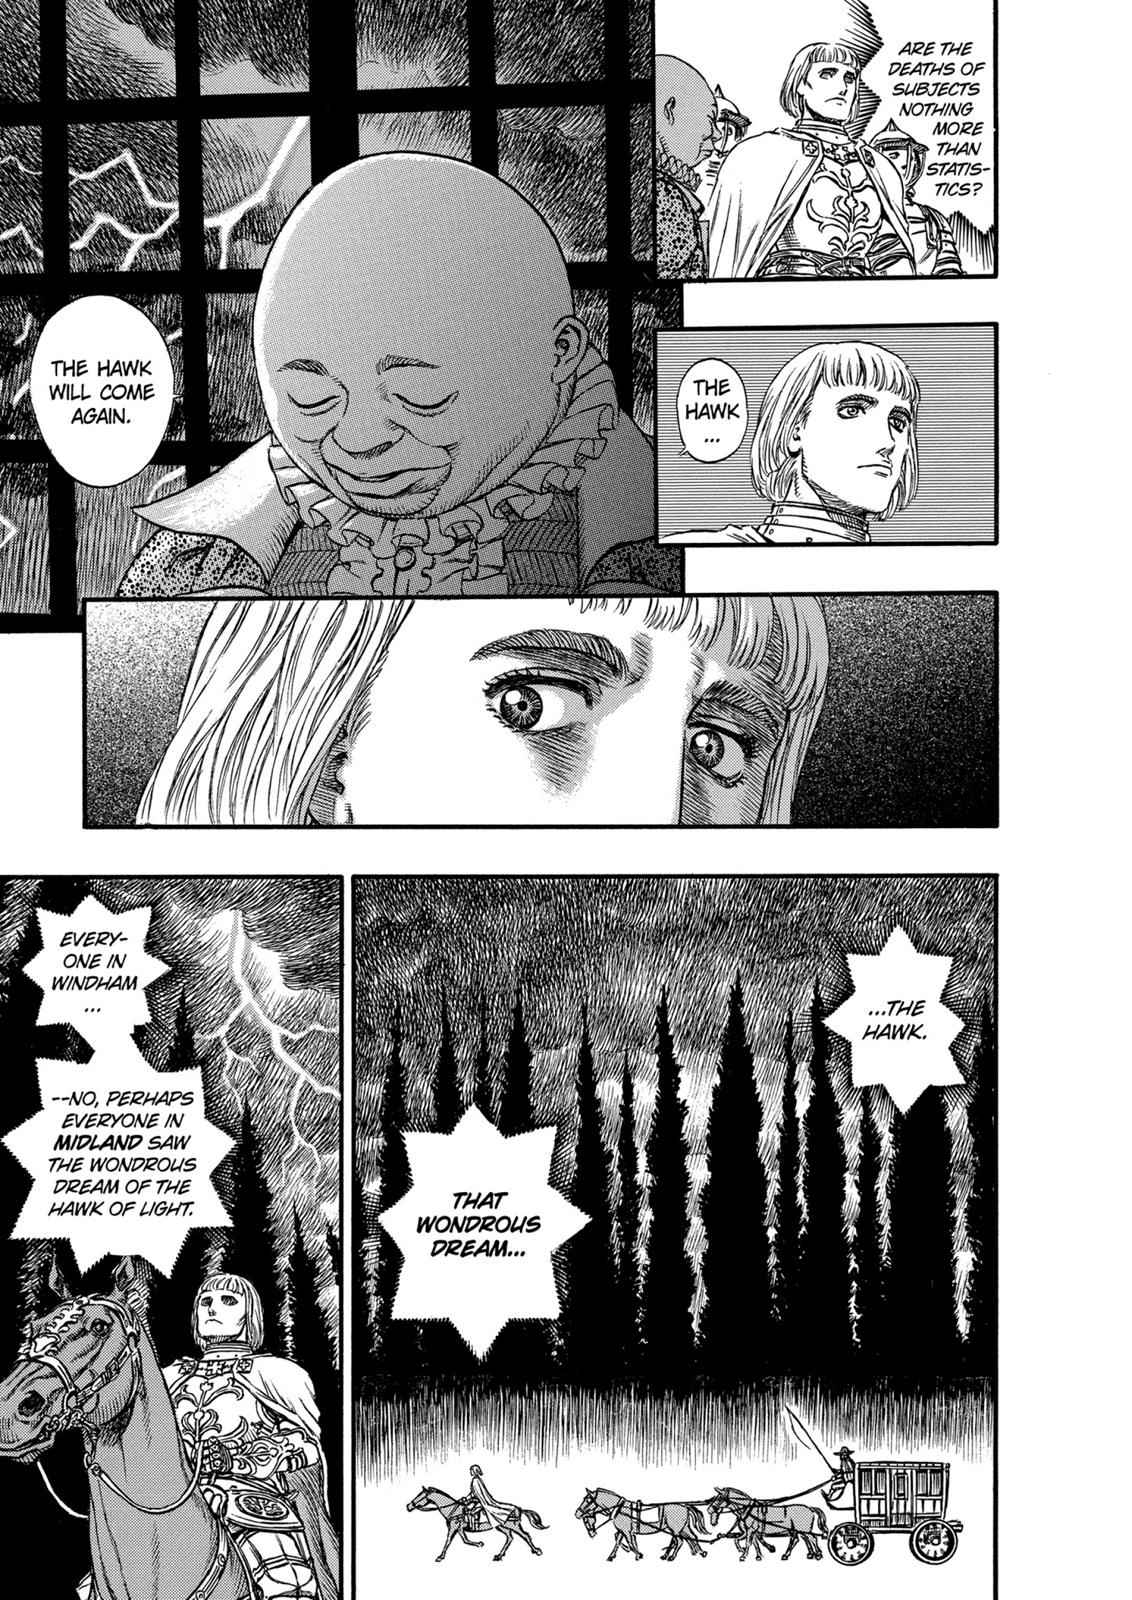 ARE THE
DEATHS OF
SUBJECTS
NOTHING
MORE
THAN
STATIS-
TICS?
THE HAWK
WILL COME
AGAIN.
THE
HAWK
...
...THE
HAWK.
THAT
WONDROUS
DREAM...
EVERY-
ONE IN
WINDHAM
...
--NO, PERHAPS
EVERYONE IN
MIDLAND SAW
THE WONDROUS
DREAM OF THE
HAWK OF LIGHT.